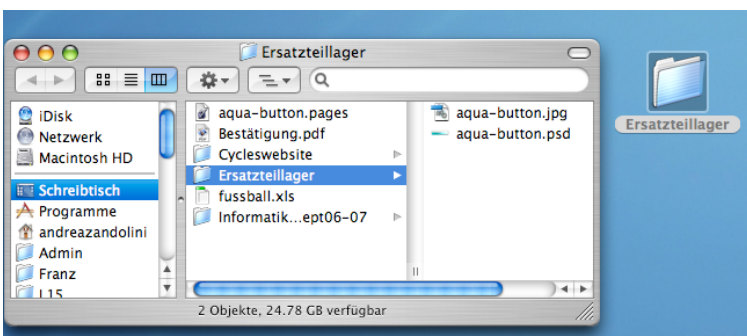 Ersatzteillager
iDisk
Netzwerk
Macintosh HD
Schreibtisch
Programme
andreazandolini
Admin
Franz
L15
aqua-button.pages
Bestätigung.pdf
Cycleswebsite
Ersatzteillager
fussball.xls
Informatik...ept06-07
aqua-button.jpg
aqua-button.psd
2 Objekte, 24.78 GB verfügbar
Ersatzteillager